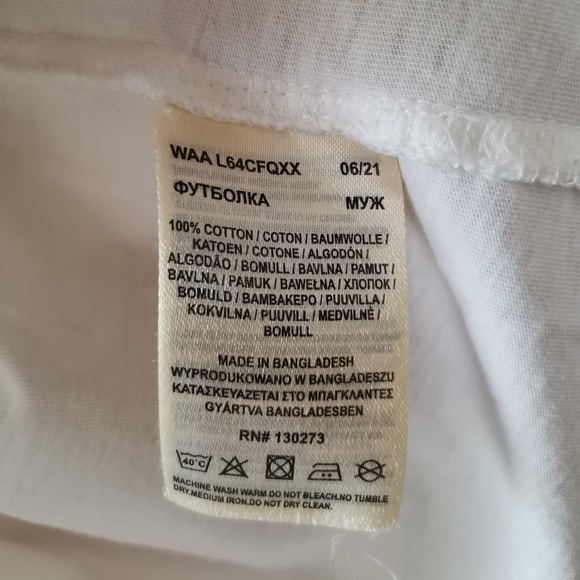 WAA L64CFQXX 06/21
ФУТБОЛКА МУЖ
100% COTTON / COTON / BAUMWOLLE /
KATOEN / COTONE / ALGODÓN /
ALGODÃO / BOMULL / BAVLNA / PAMUT /
BAVLNA / PAMUK / BAWEŁNA / ХЛОПОК /
BOMULD / BAMBAKEPO / PUUVILLA /
KOKVILNA / PUUVILL / MEDVILNĖ /
BOMULL
MADE IN BANGLADESH
WYPRODUKOWANO W BANGLADESZU
ΚΑΤΑΣΚΕΥΑΖΕΤΑΙ ΣΤΟ ΜΠΑΓΚΛΑΝΤΕΣ
GYÁRTVA BANGLADESBEN
RN# 130273
40°C
MACHINE WASH WARM.DO NOT BLEACH.NO TUMBLE
DRY.MEDIUM IRON.DO NOT DRY CLEAN.